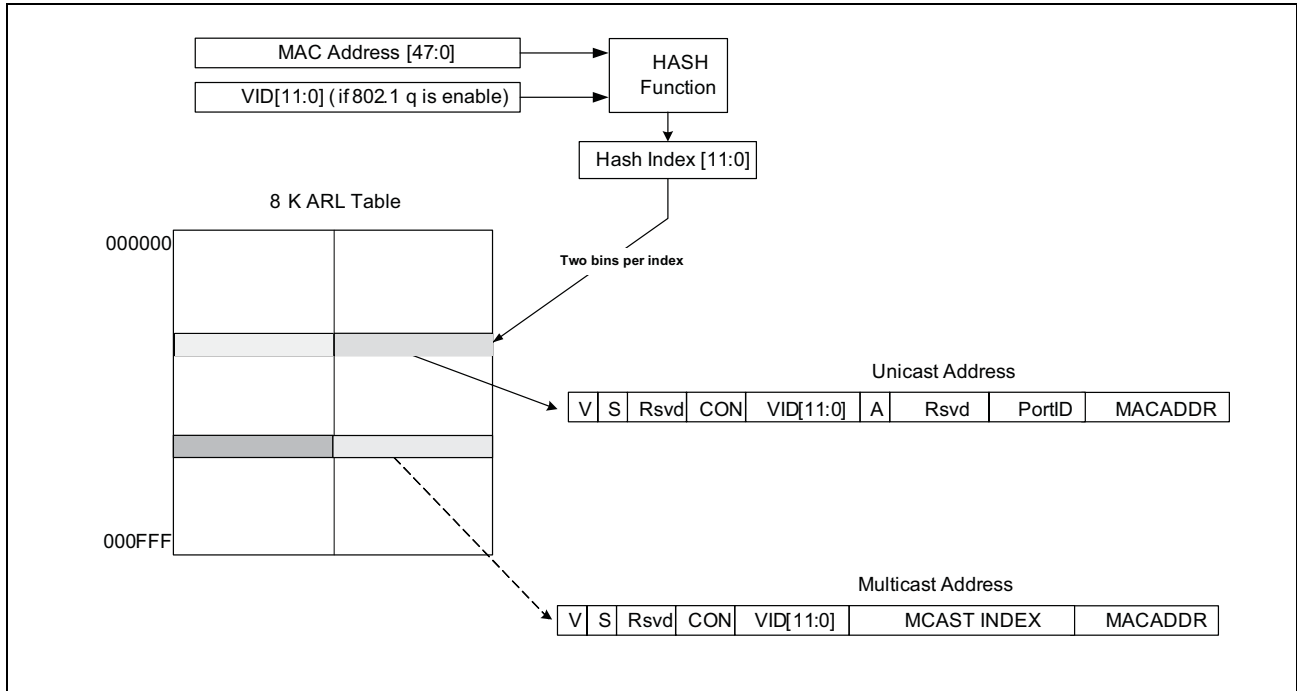 MAC Address [47:0]
VID[11:0] (if 802.1 q is enable)
HASH
Function
Hash Index [11:0]
8 K ARL Table
000000
Two bins per index
Unicast Address
V S Rsvd CON VID[11:0] A Rsvd PortID MACADDR
000FFF
Multicast Address
V S Rsvd CON VID[11:0] MCAST INDEX MACADDR